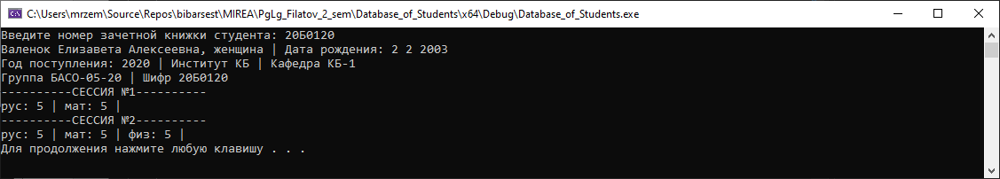 C:\Users\mrzem\Source\Repos\bibarsest\MIREA\PgLg_Filatov_2_sem\Database_of_Students\x64\Debug\Database_of_Students.exe
Введите номер зачетной книжки студента: 20Б0120
Валенок Елизавета Алексеевна, женщина | Дата рождения: 2 2 2003
Год поступления: 2020 | Институт КБ | Кафедра КБ-1
Группа БАСО-05-20 | Шифр 20Б0120
----------СЕССИЯ №1----------
рус: 5 | мат: 5 |
----------СЕССИЯ №2----------
рус: 5 | мат: 5 | физ: 5 |
Для продолжения нажмите любую клавишу . . .